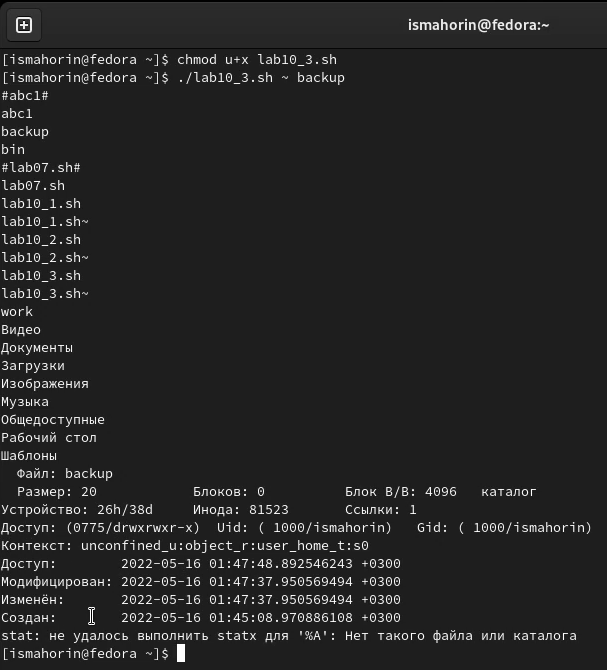 ismahorin@fedora:~
[ismahorin@fedora ~]$ chmod u+x lab10_3.sh
[ismahorin@fedora ~]$ ./lab10_3.sh ~ backup
#abc1#
abc1
backup
bin
#lab07.sh#
lab07.sh
lab10_1.sh
lab10_1.sh~
lab10_2.sh
lab10_2.sh~
lab10_3.sh
lab10_3.sh~
work
Видео
Документы
Загрузки
Изображения
Музыка
Общедоступные
Рабочий стол
Шаблоны
  Файл: backup
  Размер: 20            Блоков: 0          Блок В/В: 4096   каталог
Устройство: 26h/38d     Инода: 81523       Ссылки: 1
Доступ: (0775/drwxrwxr-x)  Uid: ( 1000/ismahorin)   Gid: ( 1000/ismahorin)
Контекст: unconfined_u:object_r:user_home_t:s0
Доступ:        2022-05-16 01:47:48.892546243 +0300
Модифицирован: 2022-05-16 01:47:37.950569494 +0300
Изменён:       2022-05-16 01:47:37.950569494 +0300
Создан:        2022-05-16 01:45:08.970886108 +0300
stat: не удалось выполнить statx для '%A': Нет такого файла или каталога
[ismahorin@fedora ~]$